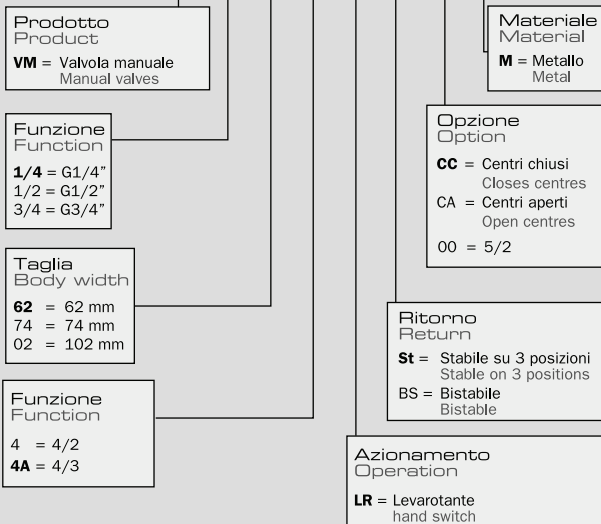 Prodotto
Product
VM = Valvola manuale
Manual valves
Funzione
Function
1/4 = G1/4"
1/2 = G1/2"
3/4 = G3/4"
Taglia
Body width
62 = 62 mm
74 = 74 mm
02 = 102 mm
Funzione
Function
4 = 4/2
4A = 4/3
Materiale
Material
M = Metallo
Metal
Opzione
Option
CC = Centri chiusi
Closes centres
CA = Centri aperti
Open centres
00 = 5/2
Ritorno
Return
St = Stabile su 3 posizioni
Stable on 3 positions
BS = Bistabile
Bistable
Azionamento
Operation
LR = Levarotante
hand switch